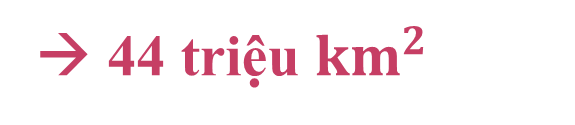 → 44 triệu km²